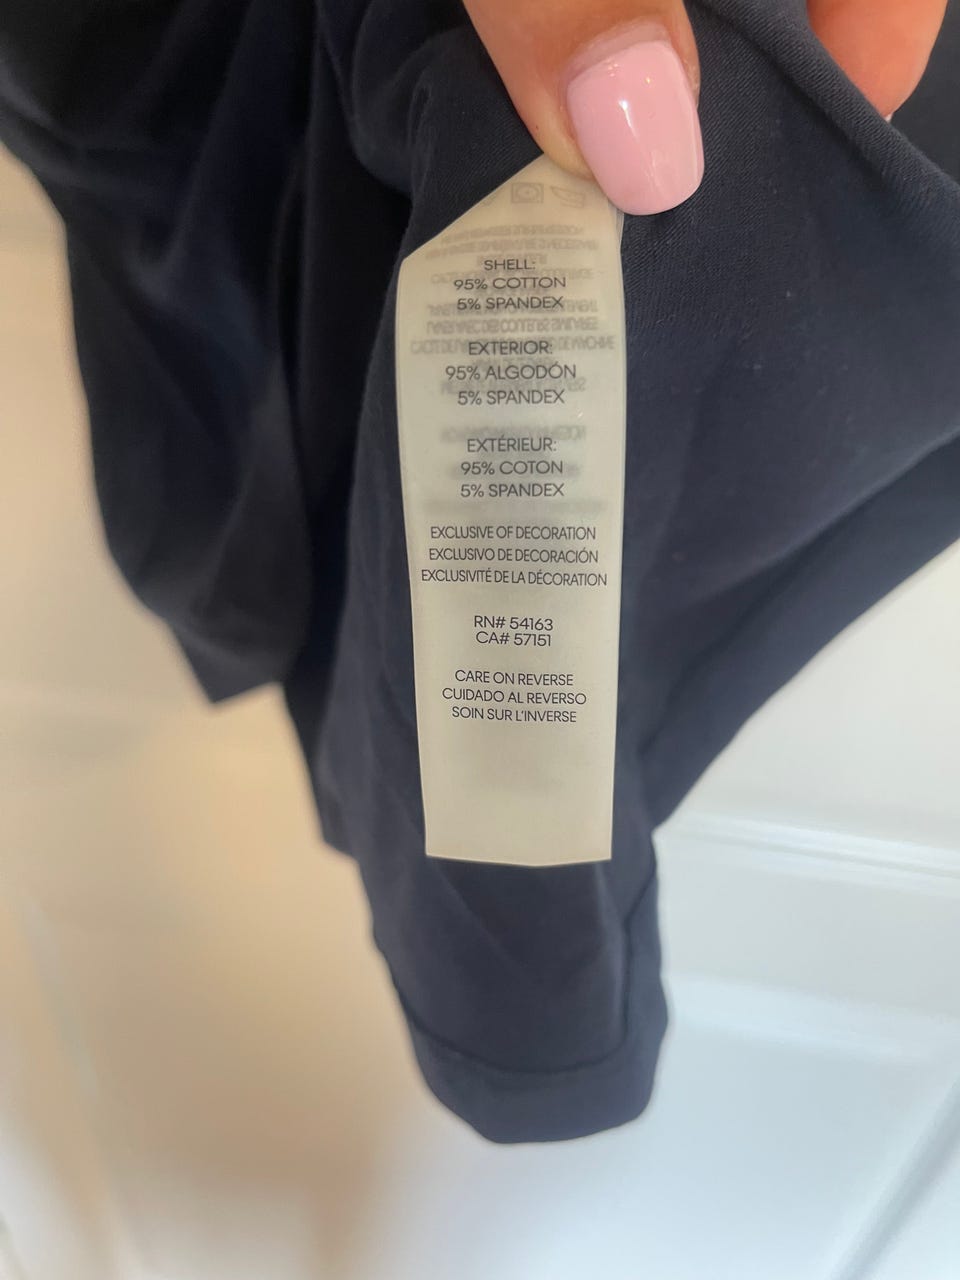 SHELL:
95% COTTON
5% SPANDEX
EXTERIOR:
95% ALGODÓN
5% SPANDEX
EXTÉRIEUR:
95% COTON
5% SPANDEX
EXCLUSIVE OF DECORATION
EXCLUSIVO DE DECORACIÓN
EXCLUSIVITÉ DE LA DÉCORATION
RN# 54163
CA# 57151
CARE ON REVERSE
CUIDADO AL REVERSO
SOIN SUR L'INVERSE